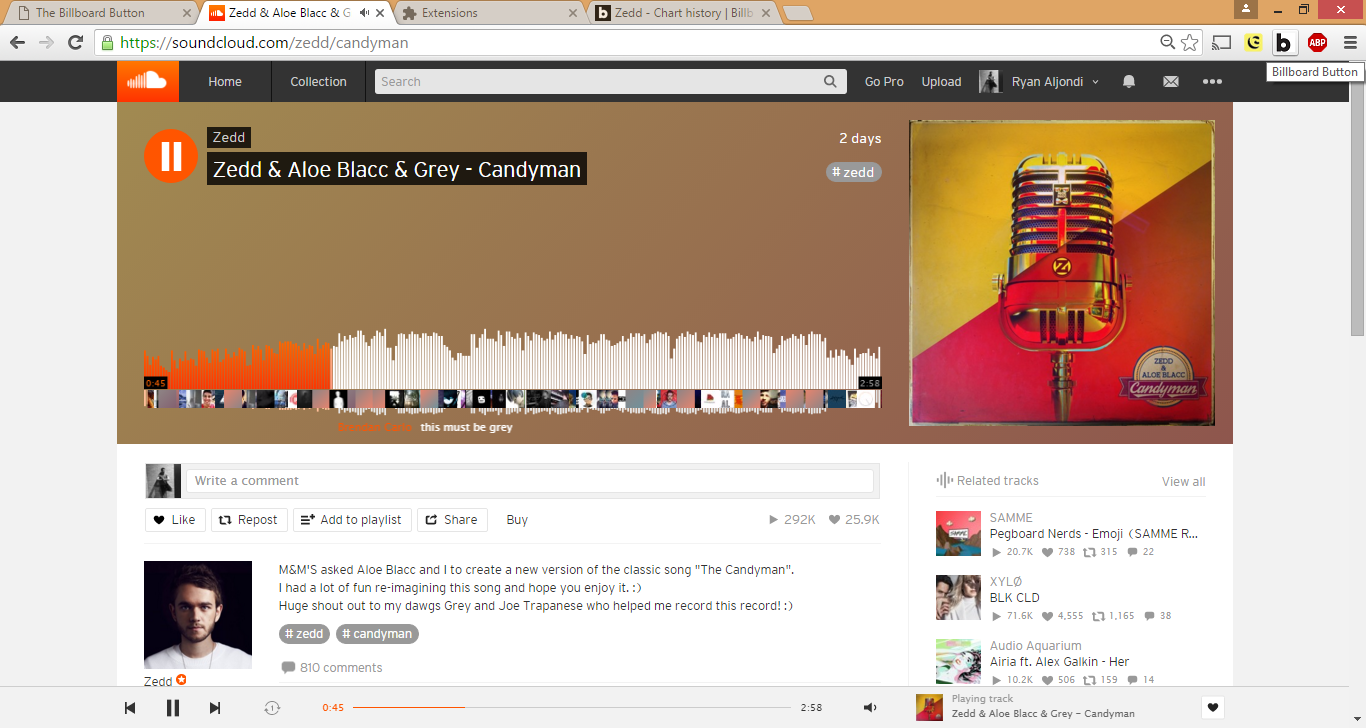 The Billboard Button
Zedd & Aloe Blacc & G
Extensions
Zedd - Chart history | Billb
https://soundcloud.com/zedd/candyman
ABP
Billboard Button
Home
Collection
Search
Go Pro
Upload
Ryan Aljondi
Zedd
2 days
Zedd & Aloe Blacc & Grey - Candyman
# zedd
ZEDD
&
ALOE BLACC
Candyman
0:45
2:58
this must be grey
Write a comment
Like
Repost
Add to playlist
Share
Buy
292K
25.9K
Related tracks
View all
SAMME
Pegboard Nerds - Emoji (SAMME R...
20.7K
738
315
22
XYLØ
BLK CLD
71.6K
4,555
1,165
38
Audio Aquarium
Airia ft. Alex Galkin - Her
10.2K
506
159
14
M&M'S asked Aloe Blacc and I to create a new version of the classic song "The Candyman".
I had a lot of fun re-imagining this song and hope you enjoy it. :)
Huge shout out to my dawgs Grey and Joe Trapanese who helped me record this record! :)
# zedd
# candyman
810 comments
Zedd
1
0:45
2:58
Playing track
Zedd & Aloe Blacc & Grey - Candyman